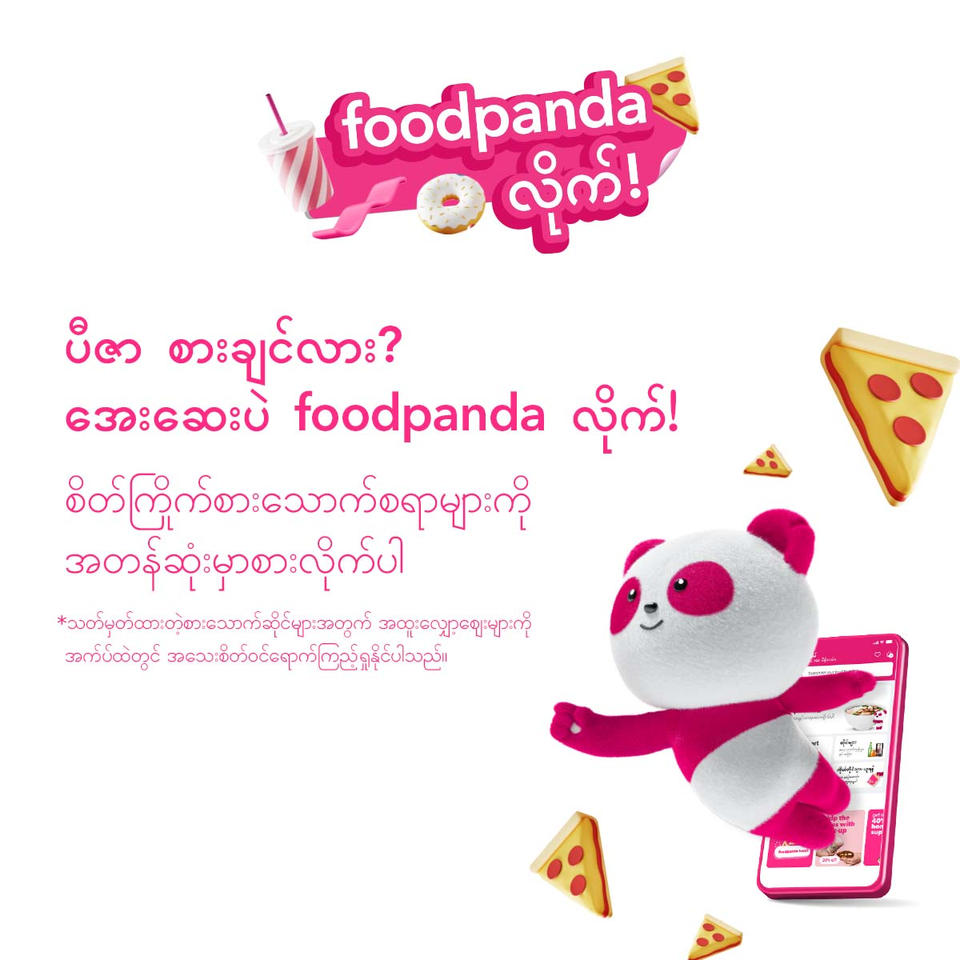 foodpanda
လိုက်!
ပီဇာ စားချင်လား?
အေးဆေးပဲ foodpanda လိုက်!
စိတ်ကြိုက်စားသောက်စရာများကို
အတန်ဆုံးမှာစားလိုက်ပါ
*သတ်မှတ်ထားတဲ့စားသောက်ဆိုင်များအတွက် အထူးလျှော့ဈေးများကို
အက်ပ်ထဲတွင် အသေးစိတ်ဝင်ရောက်ကြည့်ရှုနိုင်ပါသည်။